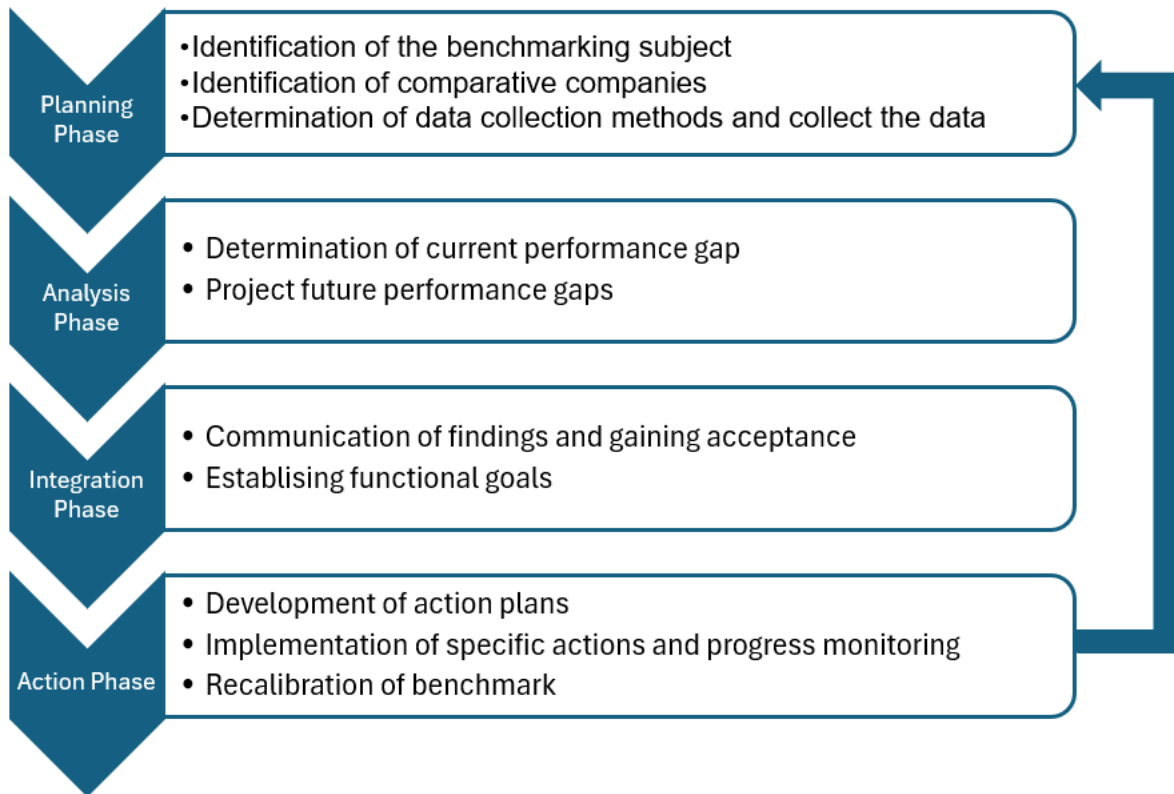 Planning
Phase
•Identification of the benchmarking subject
•Identification of comparative companies
•Determination of data collection methods and collect the data
Analysis
Phase
• Determination of current performance gap
• Project future performance gaps
Integration
Phase
• Communication of findings and gaining acceptance
• Establising functional goals
Action Phase
• Development of action plans
• Implementation of specific actions and progress monitoring
• Recalibration of benchmark